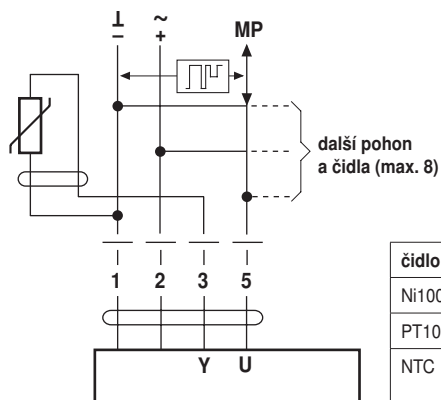 ⊥ ~
– + MP
další pohon
a čidla (max. 8)
1 2 3 5
Y U
čidlo
Ni100
PT10
NTC